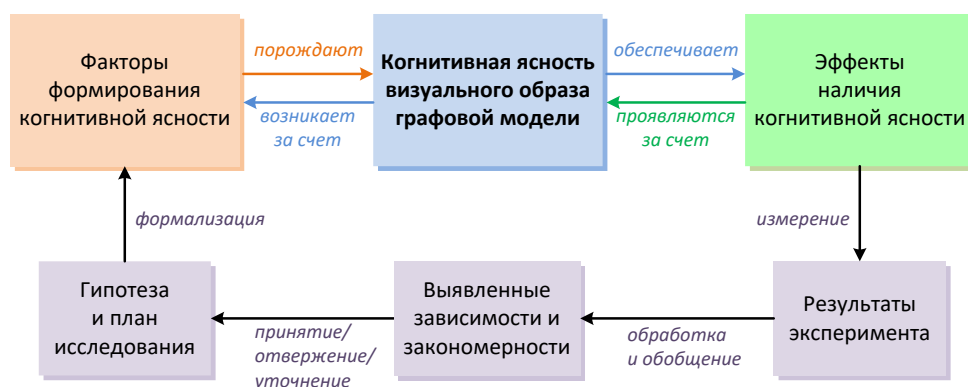 Факторы
формирования
когнитивной ясности
порождают
возникает
за счет
Когнитивная ясность
визуального образа
графовой модели
обеспечивает
проявляются
за счет
Эффекты
наличия
когнитивной ясности
формализация
измерение
Гипотеза
и план
исследования
принятие/
отвержение/
уточнение
Выявленные
зависимости и
закономерности
обработка
и обобщение
Результаты
эксперимента